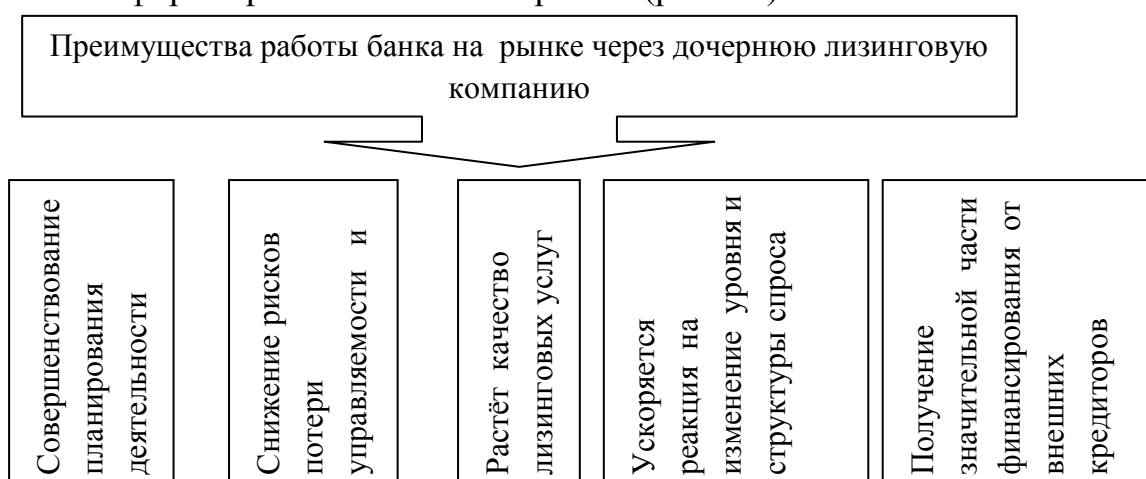 Преимущества работы банка на рынке через дочернюю лизинговую
компанию
Совершенствование
планирования
деятельности
Снижение рисков
потери
управляемости и
Растёт качество
лизинговых услуг
Ускоряется
реакция на
изменение уровня и
структуры спроса
Получение
значительной части
финансирования от
внешних
кредиторов